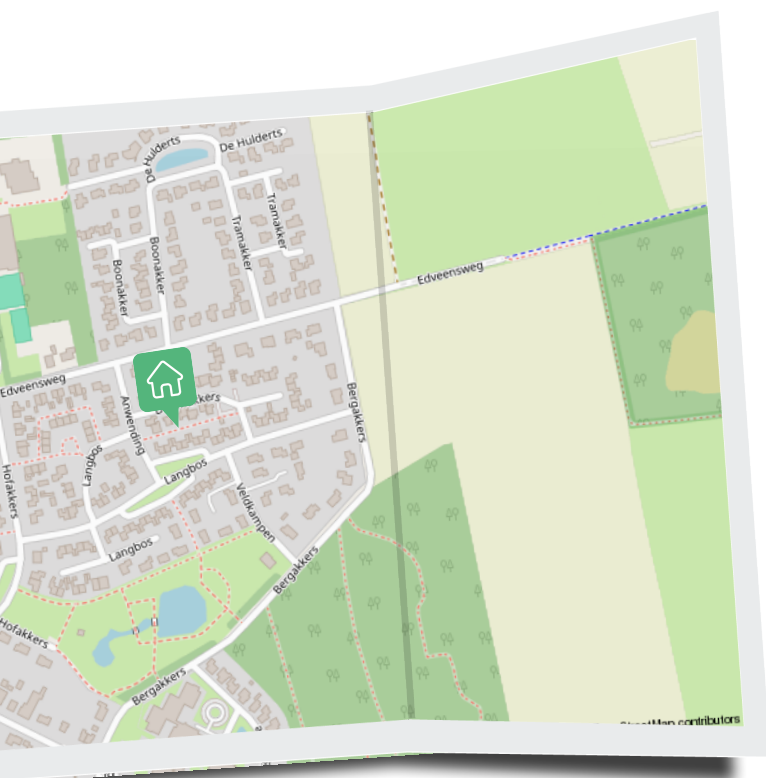 De Hulderts
De Hulderts
Tramakker
Tramakker
Boonakker
Boonakker
Edveensweg
Edveensweg
Bergakkers
Anwending
Langbos
Langbos
Hofakkers
Veldkampen
Langbos
Bergakkers
Hofakkers
Bergakkers
contributors